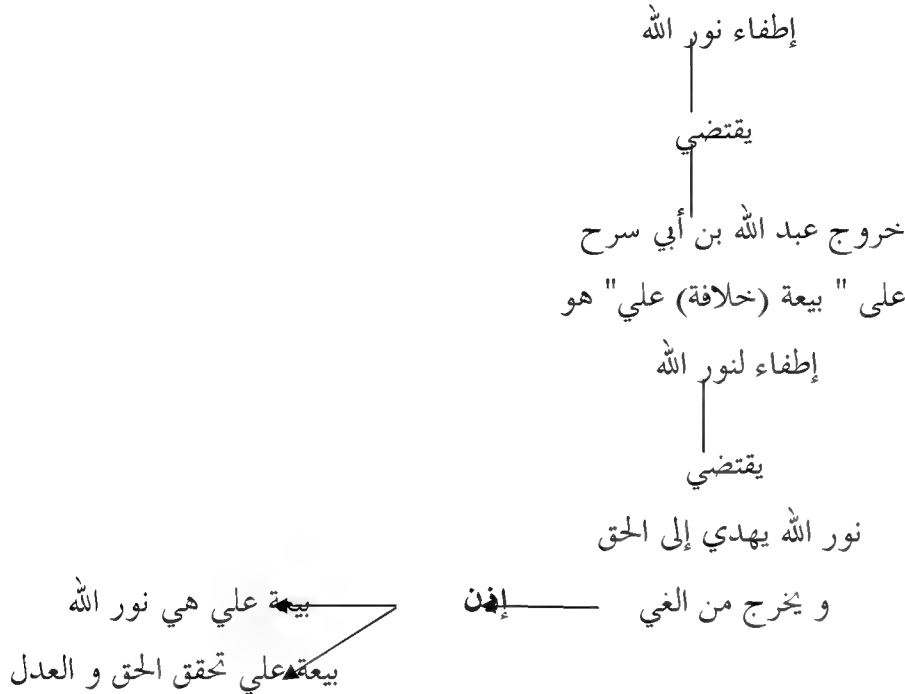 إطفاء نور الله
يقتضي
خروج عبد الله بن أبي سرح
على " بيعة (خلافة) علي" هو
إطفاء لنور الله
يقتضي
نور الله يهدي إلى الحق
و يخرج من الغي إذن بيعة علي هي نور الله
بيعة علي تحقق الحق و العدل